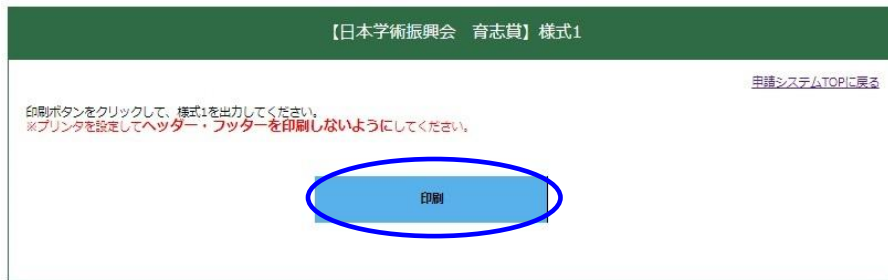 【日本学術振興会　育志賞】様式1
申請システムTOPに戻る
印刷ボタンをクリックして、様式1を出力してください。
※プリンタを設定してヘッダー・フッターを印刷しないようにしてください。
印刷